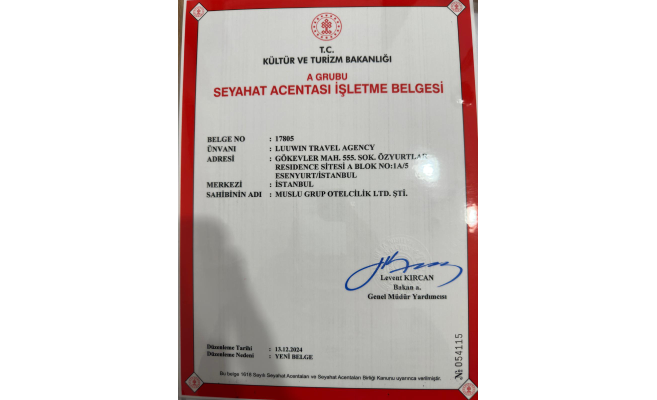 T.C.
KÜLTÜR VE TURİZM BAKANLIĞI
A GRUBU
SEYAHAT ACENTASI İŞLETME BELGESİ
BELGE NO : 17805
ÜNVANI : LUUWIN TRAVEL AGENCY
ADRESİ : GÖKEVLER MAH. 555. SOK. ÖZYURTLAR
RESIDENCE SİTESİ A BLOK NO:1A/5
ESENYURT/İSTANBUL
MERKEZİ : İSTANBUL
SAHİBİNİN ADI : MUSLU GRUP OTELCİLİK LTD. ŞTİ.
Levent KIRCAN
Bakan a.
Genel Müdür Yardımcısı
Düzenleme Tarihi : 13.12.2024
Düzenleme Nedeni : YENİ BELGE
№ 054115
Bu belge 1618 Sayılı Seyahat Acentaları ve Seyahat Acentaları Birliği Kanunu uyarınca verilmiştir.